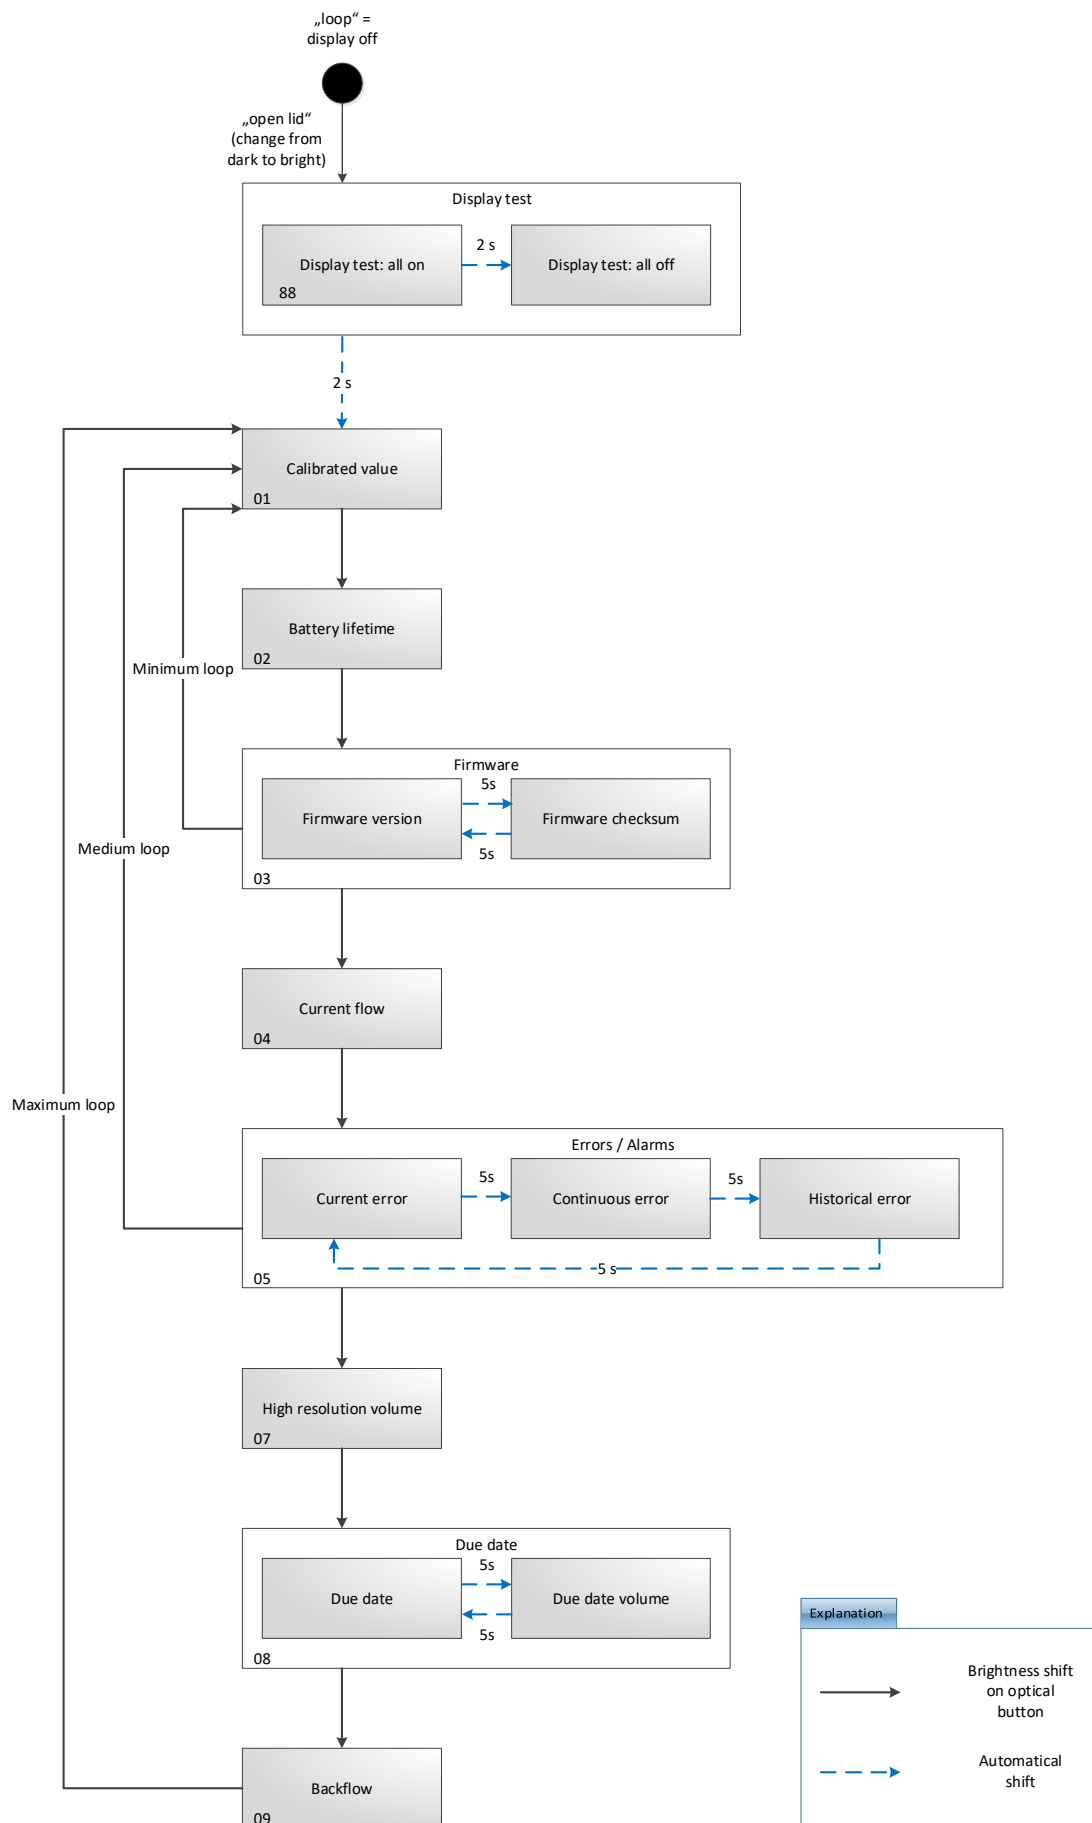 „loop“ =
display off
„open lid“
(change from
dark to bright)
Display test
Display test: all on
88
2 s
Display test: all off
2 s
Calibrated value
01
Battery lifetime
02
Minimum loop
Firmware
Firmware version
5s
5s
Firmware checksum
03
Medium loop
Current flow
04
Maximum loop
Errors / Alarms
Current error
5s
Continuous error
5s
Historical error
5 s
05
High resolution volume
07
Due date
Due date
5s
5s
Due date volume
08
Backflow
09
Explanation
Brightness shift
on optical
button
Automatical
shift